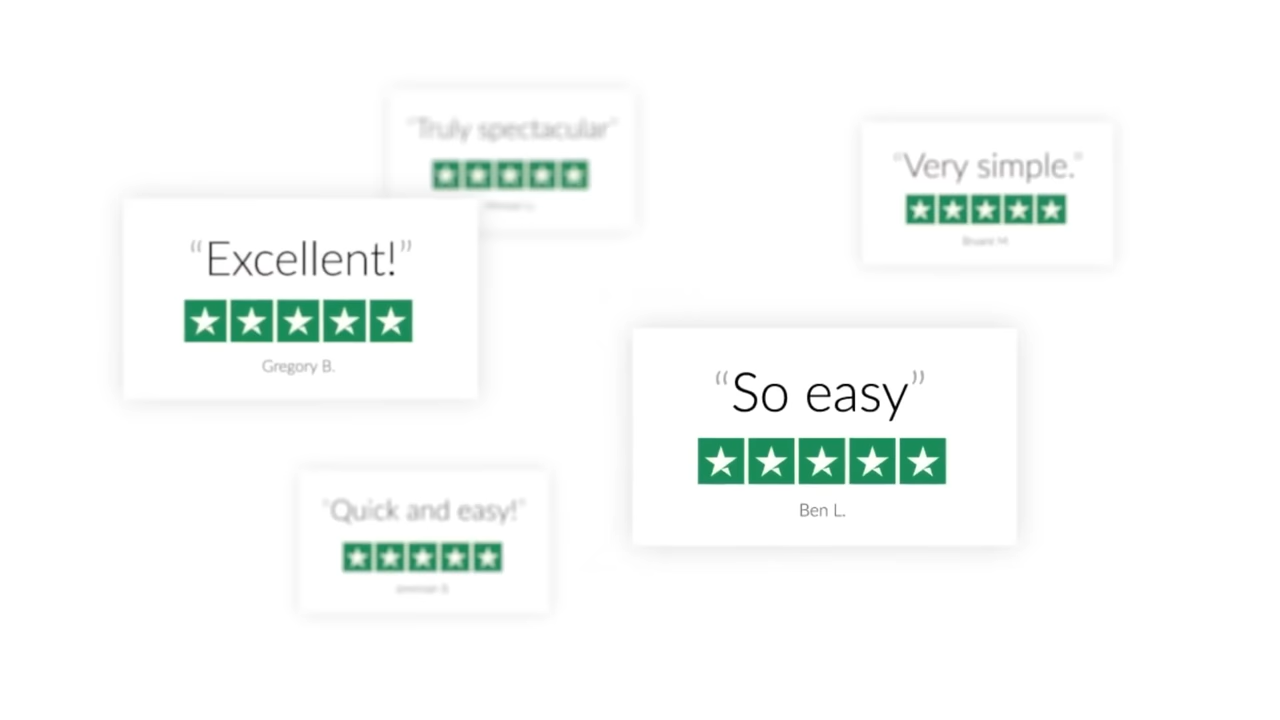 “Truly spectacular”
“Very simple.”
“Excellent!”
Gregory B.
“So easy”
Ben L.
“Quick and easy!”